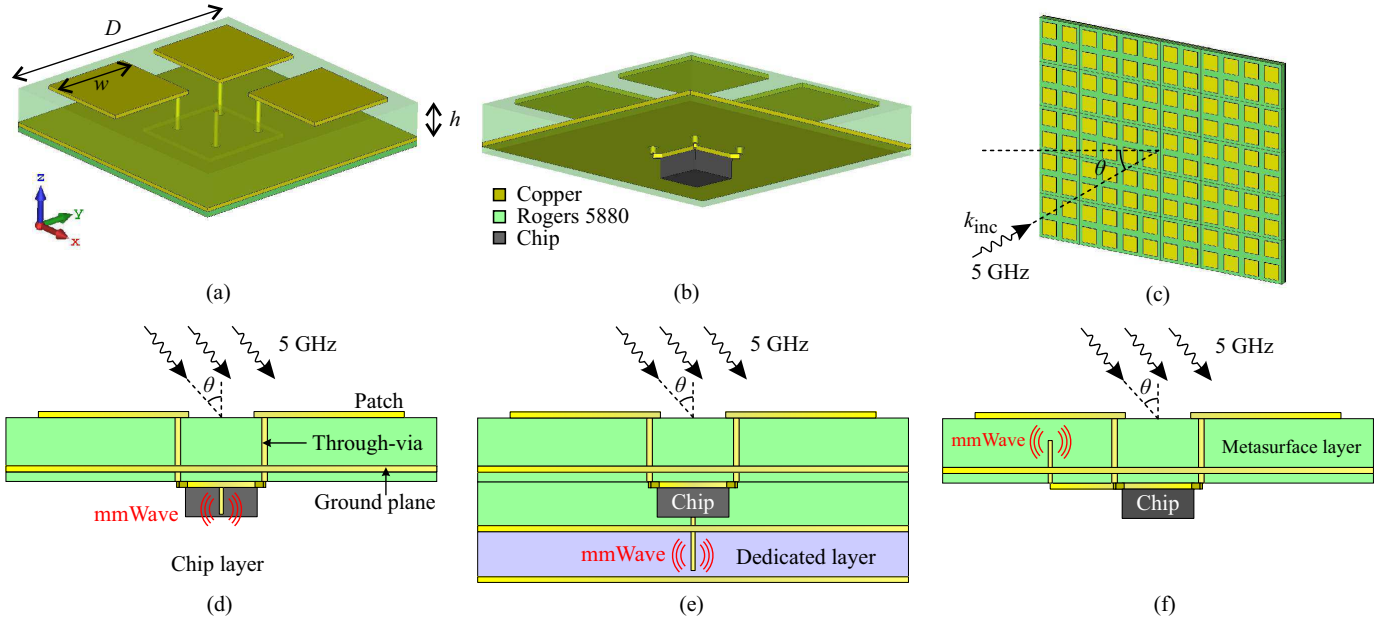 D
w
h
z
y
x
(a)
Copper
Rogers 5880
Chip
(b)
θ
kinc
5 GHz
(c)
5 GHz
θ
Patch
Through-via
Ground plane
mmWave
Chip layer
(d)
5 GHz
θ
Chip
mmWave
Dedicated layer
(e)
5 GHz
θ
mmWave
Metasurface layer
Chip
(f)